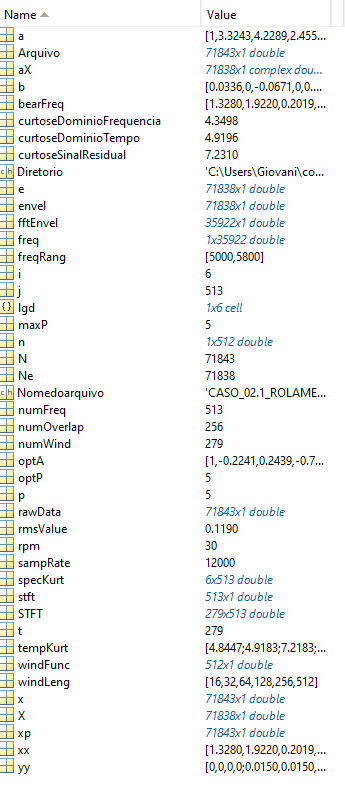 Name Value
a [1,3.3243,4.2289,2.455...
Arquivo 71843x1 double
aX 71838x1 complex dou...
b [0.0336,0,-0.0671,0,0....
bearFreq [1.3280,1.9220,0.2019,...
curtoseDominioFrequencia 4.3498
curtoseDominioTempo 4.9196
curtoseSinalResidual 7.2310
Diretorio 'C:\Users\Giovani\co...
e 71838x1 double
envel 71838x1 double
fftEnvel 35922x1 double
freq 1x35922 double
freqRang [5000,5800]
i 6
j 513
lgd 1x6 cell
maxP 5
n 1x512 double
N 71843
Ne 71838
Nomedoarquivo 'CASO_02.1_ROLAME...
numFreq 513
numOverlap 256
numWind 279
optA [1,-0.2241,0.2439,-0.7...
optP 5
p 5
rawData 71843x1 double
rmsValue 0.1190
rpm 30
sampRate 12000
specKurt 6x513 double
stft 513x1 double
STFT 279x513 double
t 279
tempKurt [4.8447;4.9183;7.2183;...
windFunc 512x1 double
windLeng [16,32,64,128,256,512]
x 71843x1 double
X 71838x1 double
xp 71843x1 double
xx [1.3280,1.9220,0.2019,...
yy [0,0,0,0;0.0150,0.0150,...